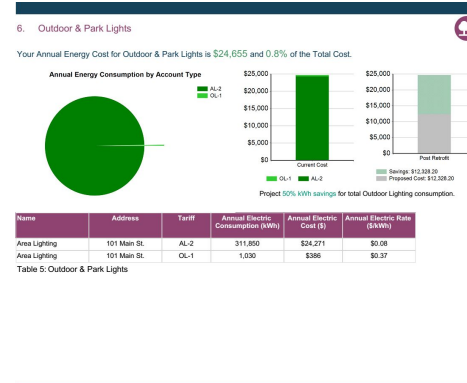 6. Outdoor & Park Lights
Your Annual Energy Cost for Outdoor & Park Lights is $24,655 and 0.8% of the Total Cost.
Annual Energy Consumption by Account Type
AL-2
OL-1
$25,000
$20,000
$15,000
$10,000
$5,000
$0
Current Cost
OL-1 AL-2
$25,000
$20,000
$15,000
$10,000
$5,000
$0
Post Retrofit
Savings: $12,328.20
Proposed Cost: $12,328.20
Project 50% kWh savings for total Outdoor Lighting consumption.
Name Address Tariff Annual Electric Consumption (kWh) Annual Electric Cost ($) Annual Electric Rate ($/kWh)
Area Lighting 101 Main St. AL-2 311,850 $24,271 $0.08
Area Lighting 101 Main St. OL-1 1,030 $386 $0.37
Table 5: Outdoor & Park Lights